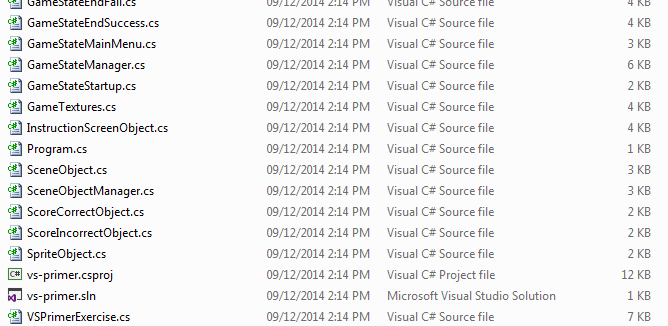 GameStateEndFail.cs 09/12/2014 2:14 PM Visual C# Source file 4 KB
GameStateEndSuccess.cs 09/12/2014 2:14 PM Visual C# Source file 4 KB
GameStateMainMenu.cs 09/12/2014 2:14 PM Visual C# Source file 3 KB
GameStateManager.cs 09/12/2014 2:14 PM Visual C# Source file 6 KB
GameStateStartup.cs 09/12/2014 2:14 PM Visual C# Source file 2 KB
GameTextures.cs 09/12/2014 2:14 PM Visual C# Source file 4 KB
InstructionScreenObject.cs 09/12/2014 2:14 PM Visual C# Source file 4 KB
Program.cs 09/12/2014 2:14 PM Visual C# Source file 1 KB
SceneObject.cs 09/12/2014 2:14 PM Visual C# Source file 3 KB
SceneObjectManager.cs 09/12/2014 2:14 PM Visual C# Source file 3 KB
ScoreCorrectObject.cs 09/12/2014 2:14 PM Visual C# Source file 2 KB
ScoreIncorrectObject.cs 09/12/2014 2:14 PM Visual C# Source file 2 KB
SpriteObject.cs 09/12/2014 2:14 PM Visual C# Source file 2 KB
vs-primer.csproj 09/12/2014 2:14 PM Visual C# Project file 12 KB
vs-primer.sln 09/12/2014 2:14 PM Microsoft Visual Studio Solution 1 KB
VSPrimerExercise.cs 09/12/2014 2:14 PM Visual C# Source file 7 KB